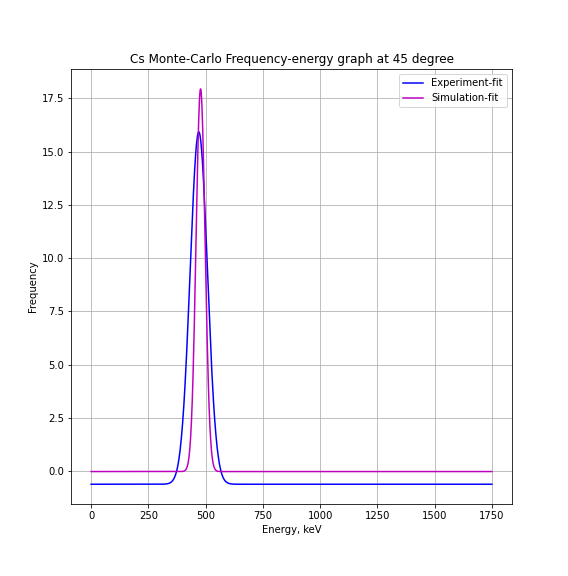 Cs Monte-Carlo Frequency-energy graph at 45 degree
Experiment-fit
Simulation-fit
17.5
15.0
12.5
10.0
7.5
5.0
2.5
0.0
Frequency
0 250 500 750 1000 1250 1500 1750
Energy, keV